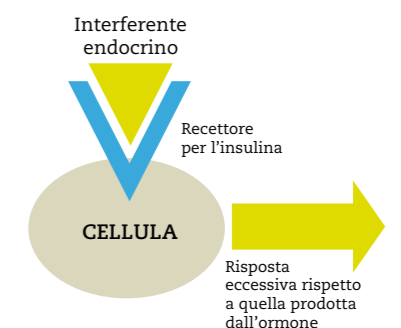 Interferente
endocrino
Recettore
per l'insulina
CELLULA
Risposta
eccessiva rispetto
a quella prodotta
dall'ormone